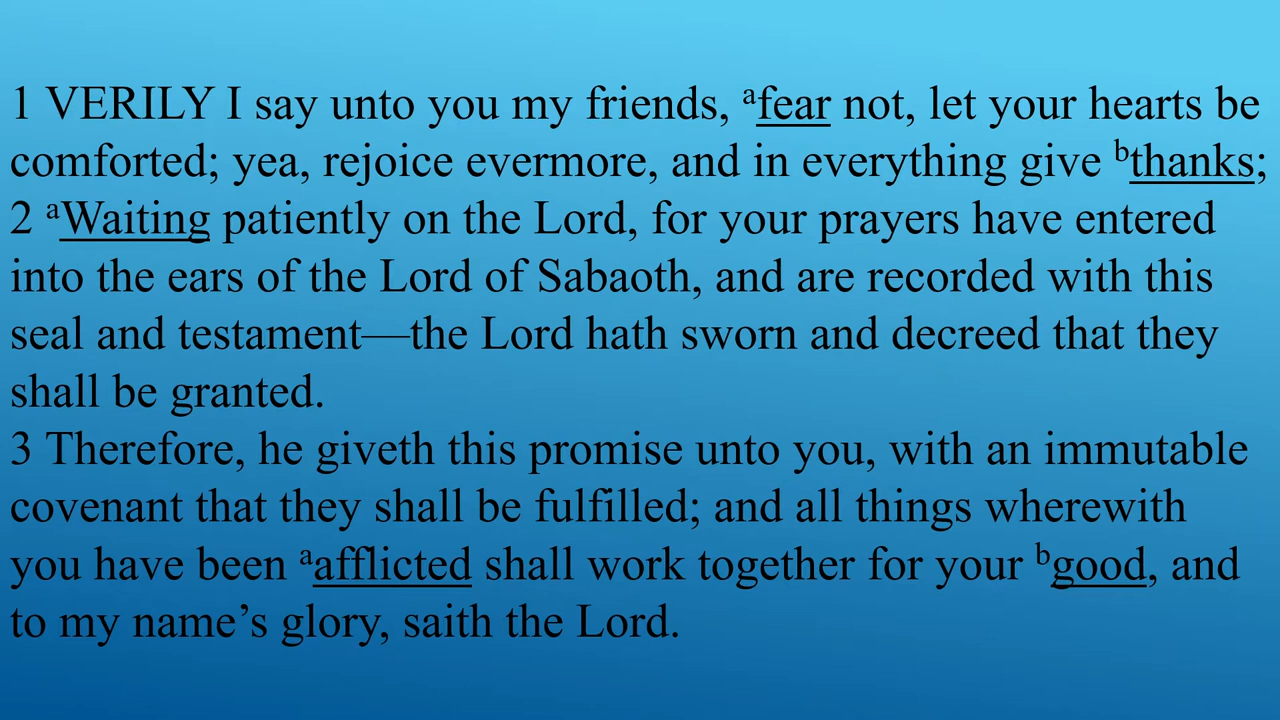 1 VERILY I say unto you my friends, ᵃfear not, let your hearts be
comforted; yea, rejoice evermore, and in everything give ᵇthanks;
2 ᵃWaiting patiently on the Lord, for your prayers have entered
into the ears of the Lord of Sabaoth, and are recorded with this
seal and testament—the Lord hath sworn and decreed that they
shall be granted.
3 Therefore, he giveth this promise unto you, with an immutable
covenant that they shall be fulfilled; and all things wherewith
you have been ᵃafflicted shall work together for your ᵇgood, and
to my name’s glory, saith the Lord.